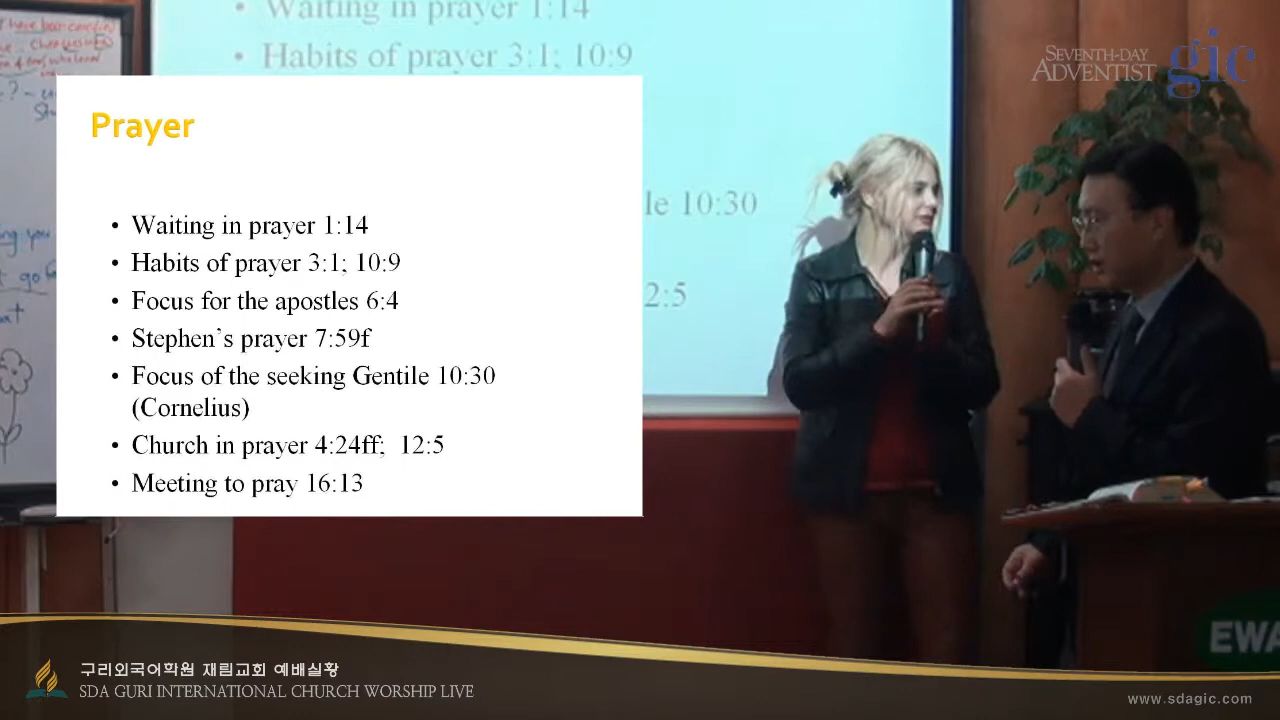 have
Waiting in prayer 1:14
Habits of prayer 3:1; 10:9
SEVENTH-DAY
ADVENTIST
gic
Prayer
• Waiting in prayer 1:14
• Habits of prayer 3:1; 10:9
• Focus for the apostles 6:4
• Stephen's prayer 7:59f
• Focus of the seeking Gentile 10:30
(Cornelius)
• Church in prayer 4:24ff; 12:5
• Meeting to pray 16:13
le 10:30
2:5
you
go
EWA
구리외국어학원 재림교회 예배실황
SDA GURI INTERNATIONAL CHURCH WORSHIP LIVE
www.sdagic.com